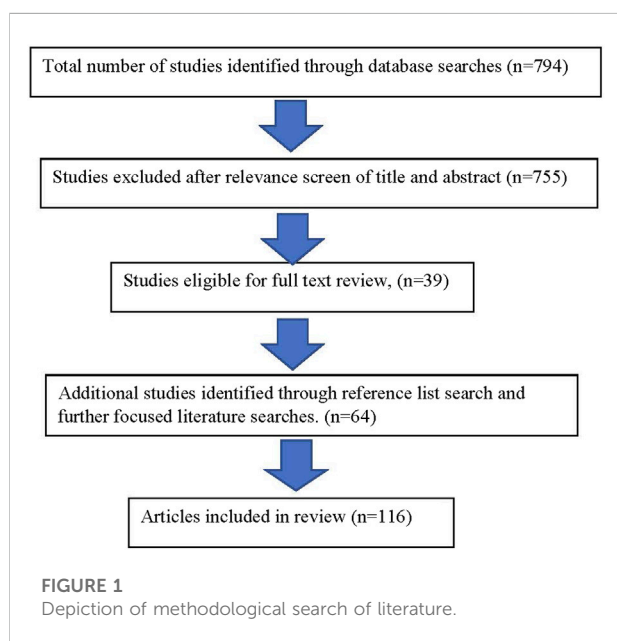 Total number of studies identified through database searches (n=794)
Studies excluded after relevance screen of title and abstract (n=755)
Studies eligible for full text review, (n=39)
Additional studies identified through reference list search and
further focused literature searches. (n=64)
Articles included in review (n=116)
FIGURE 1
Depiction of methodological search of literature.